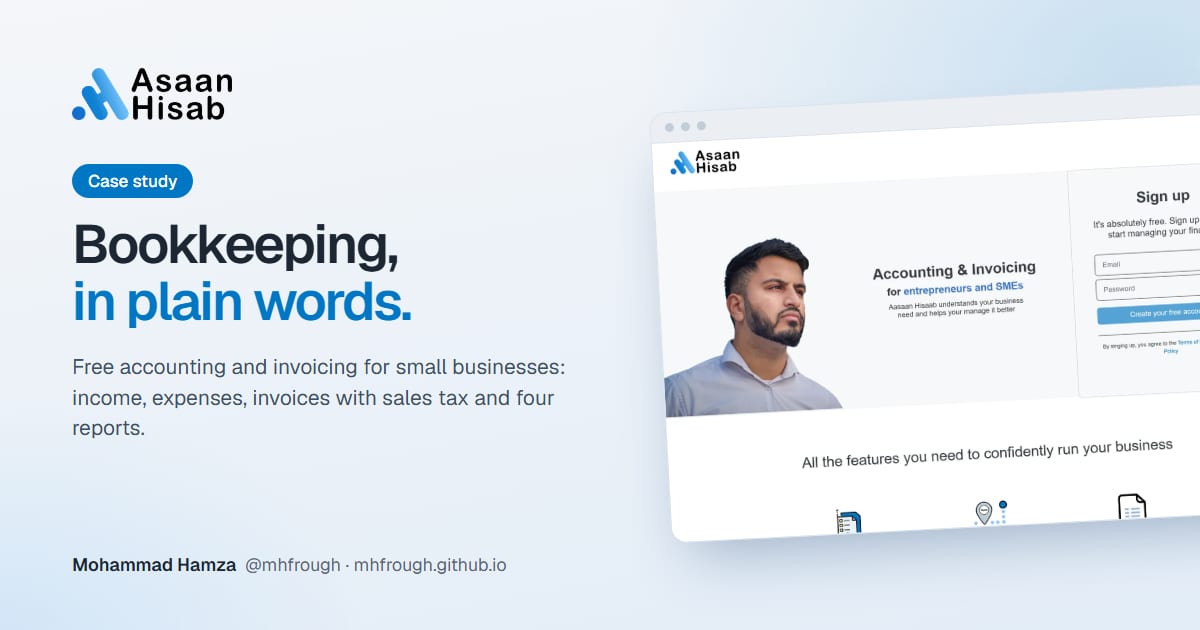 Asaan
Hisab
Case study
Bookkeeping,
in plain words.
Free accounting and invoicing for small businesses:
income, expenses, invoices with sales tax and four
reports.
Mohammad Hamza @mhfrough · mhfrough.github.io
Asaan
Hisab
Accounting & Invoicing
for entrepreneurs and SMEs
Aasaan Hisaab understands your business
need and helps your manage it better
Sign up
It's absolutely free. Sign up
start managing your
Email
Password
Create your free
By singing up, you agree to the Terms of
Policy
All the features you need to confidently run your business